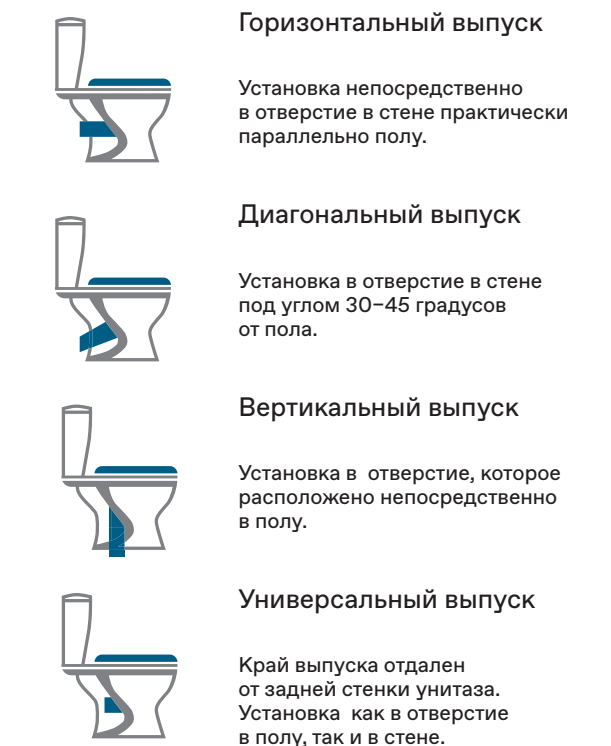 Горизонтальный выпуск
Установка непосредственно
в отверстие в стене практически
параллельно полу.
Диагональный выпуск
Установка в отверстие в стене
под углом 30–45 градусов
от пола.
Вертикальный выпуск
Установка в отверстие, которое
расположено непосредственно
в полу.
Универсальный выпуск
Край выпуска отдален
от задней стенки унитаза.
Установка как в отверстие
в полу, так и в стене.